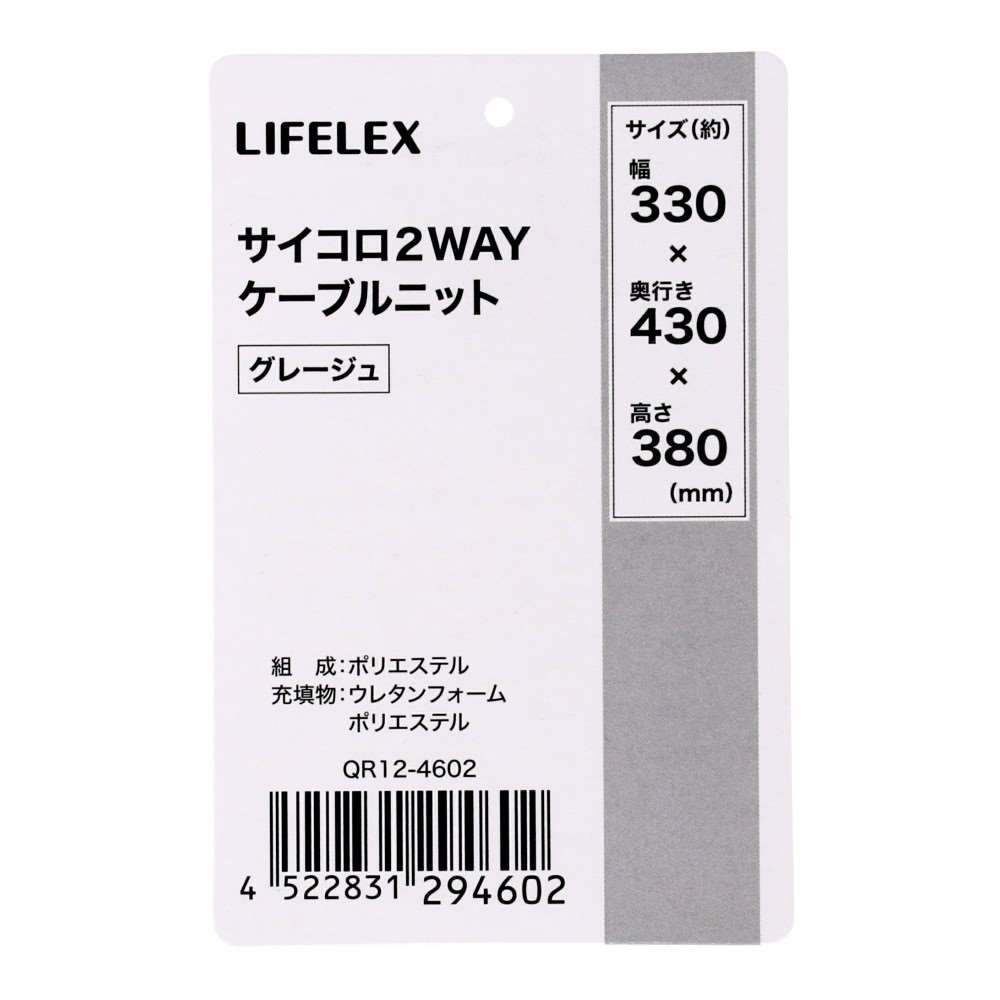 LIFELEX
サイコロ2WAY
ケーブルニット
グレージュ
サイズ(約)
幅
330
×
奥行き
430
×
高さ
380
(mm)
組　成:ポリエステル
充填物:ウレタンフォーム
ポリエステル
QR12-4602
4 522831 294602